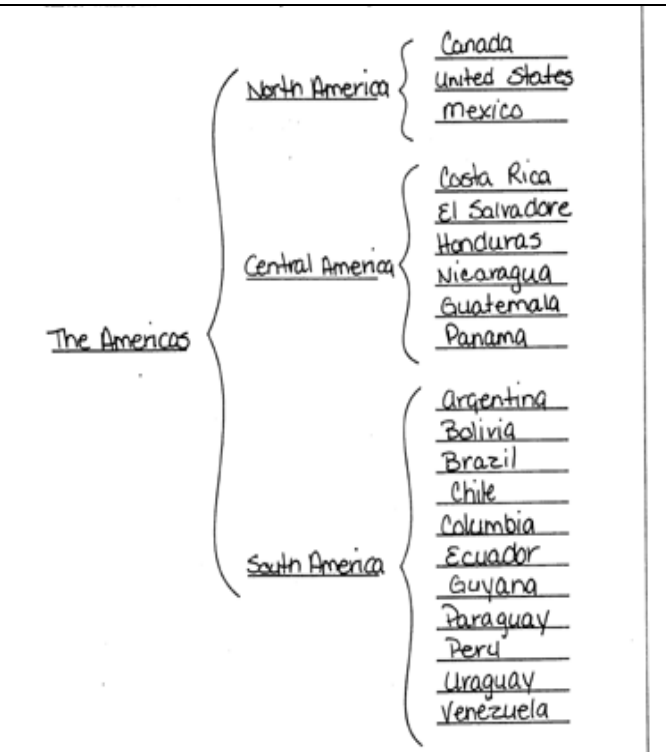 The Americas
North America
Canada
United States
Mexico
Central America
Costa Rica
El Salvadore
Honduras
Nicaragua
Guatemala
Panama
South America
Argentina
Bolivia
Brazil
Chile
Columbia
Ecuador
Guyana
Paraguay
Peru
Uraguay
Venezuela